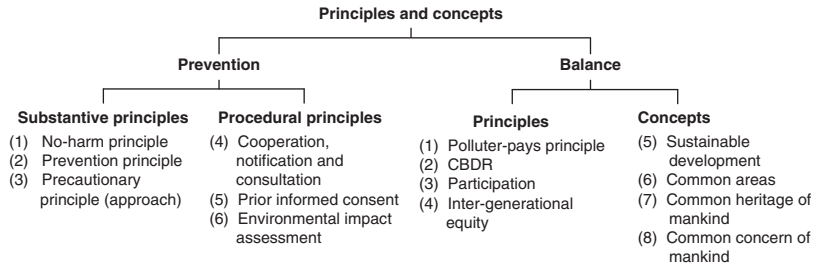 Principles and concepts
Prevention
Balance
Substantive principles
(1) No-harm principle
(2) Prevention principle
(3) Precautionary
principle (approach)
Procedural principles
(4) Cooperation,
notification and
consultation
(5) Prior informed consent
(6) Environmental impact
assessment
Principles
(1) Polluter-pays principle
(2) CBDR
(3) Participation
(4) Inter-generational
equity
Concepts
(5) Sustainable
development
(6) Common areas
(7) Common heritage of
mankind
(8) Common concern of
mankind